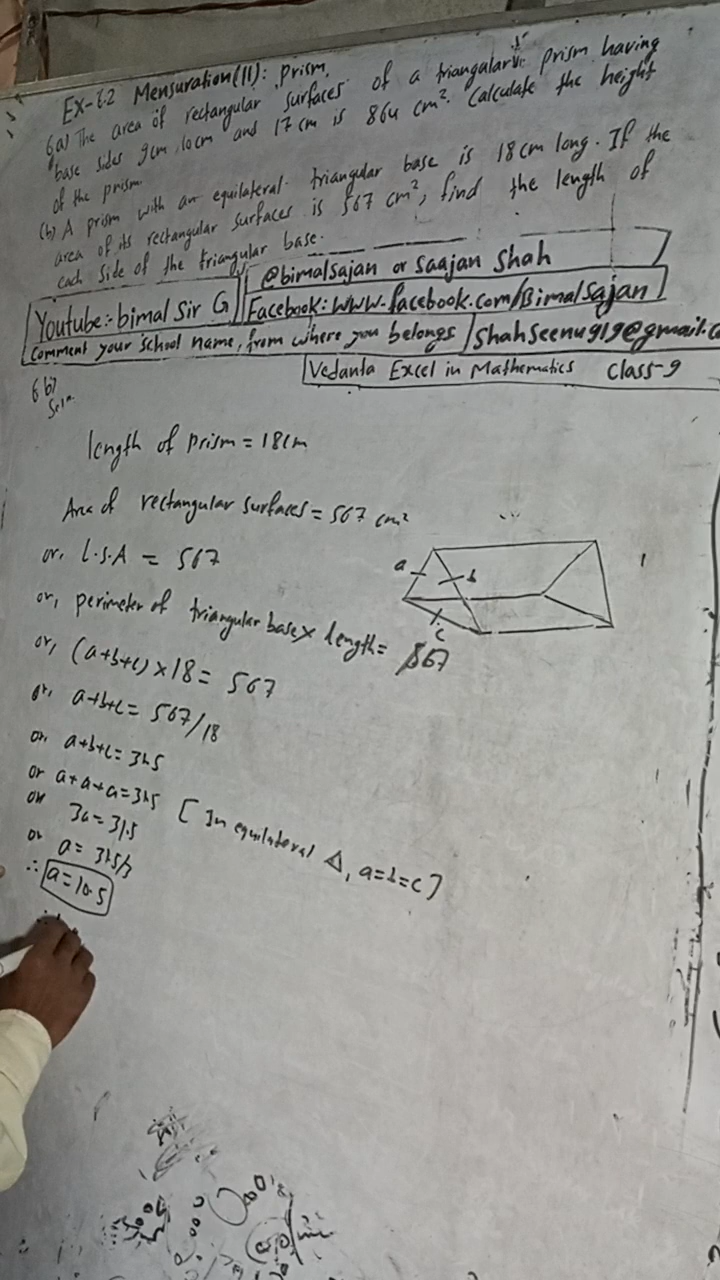 Ex-6.2 Mensuration(II): Prism.
6a) The area of rectangular surfaces of a triangular prism having
base sides 9cm, 10cm and 17cm is 864 cm². Calculate the height
of the prism.
(b) A prism with an equilateral triangular base is 18cm long. If the
area of its rectangular surfaces is 567 cm², find the length of
each side of the triangular base.
Youtube:- bimal Sir G
@bimalsajan or Saajan Shah
Facebook: www.facebook.com/Bimalsajan
Comment your school name, from where you belongs
Shahseenu919@gmail.c
Vedanta Excel in Mathematics Class-9
6 b)
Soln.
length of prism = 18cm
Area of rectangular surfaces = 567 cm²
or, L.S.A = 567
or, perimeter of triangular base × length = 567
or, (a+b+c) × 18 = 567
or, a+b+c = 567/18
or, a+b+c = 31.5
or a+a+a = 31.5 [In equilateral Δ, a=b=c]
or 3a = 31.5
or a = 31.5/3
∴ a = 10.5
a
b
c